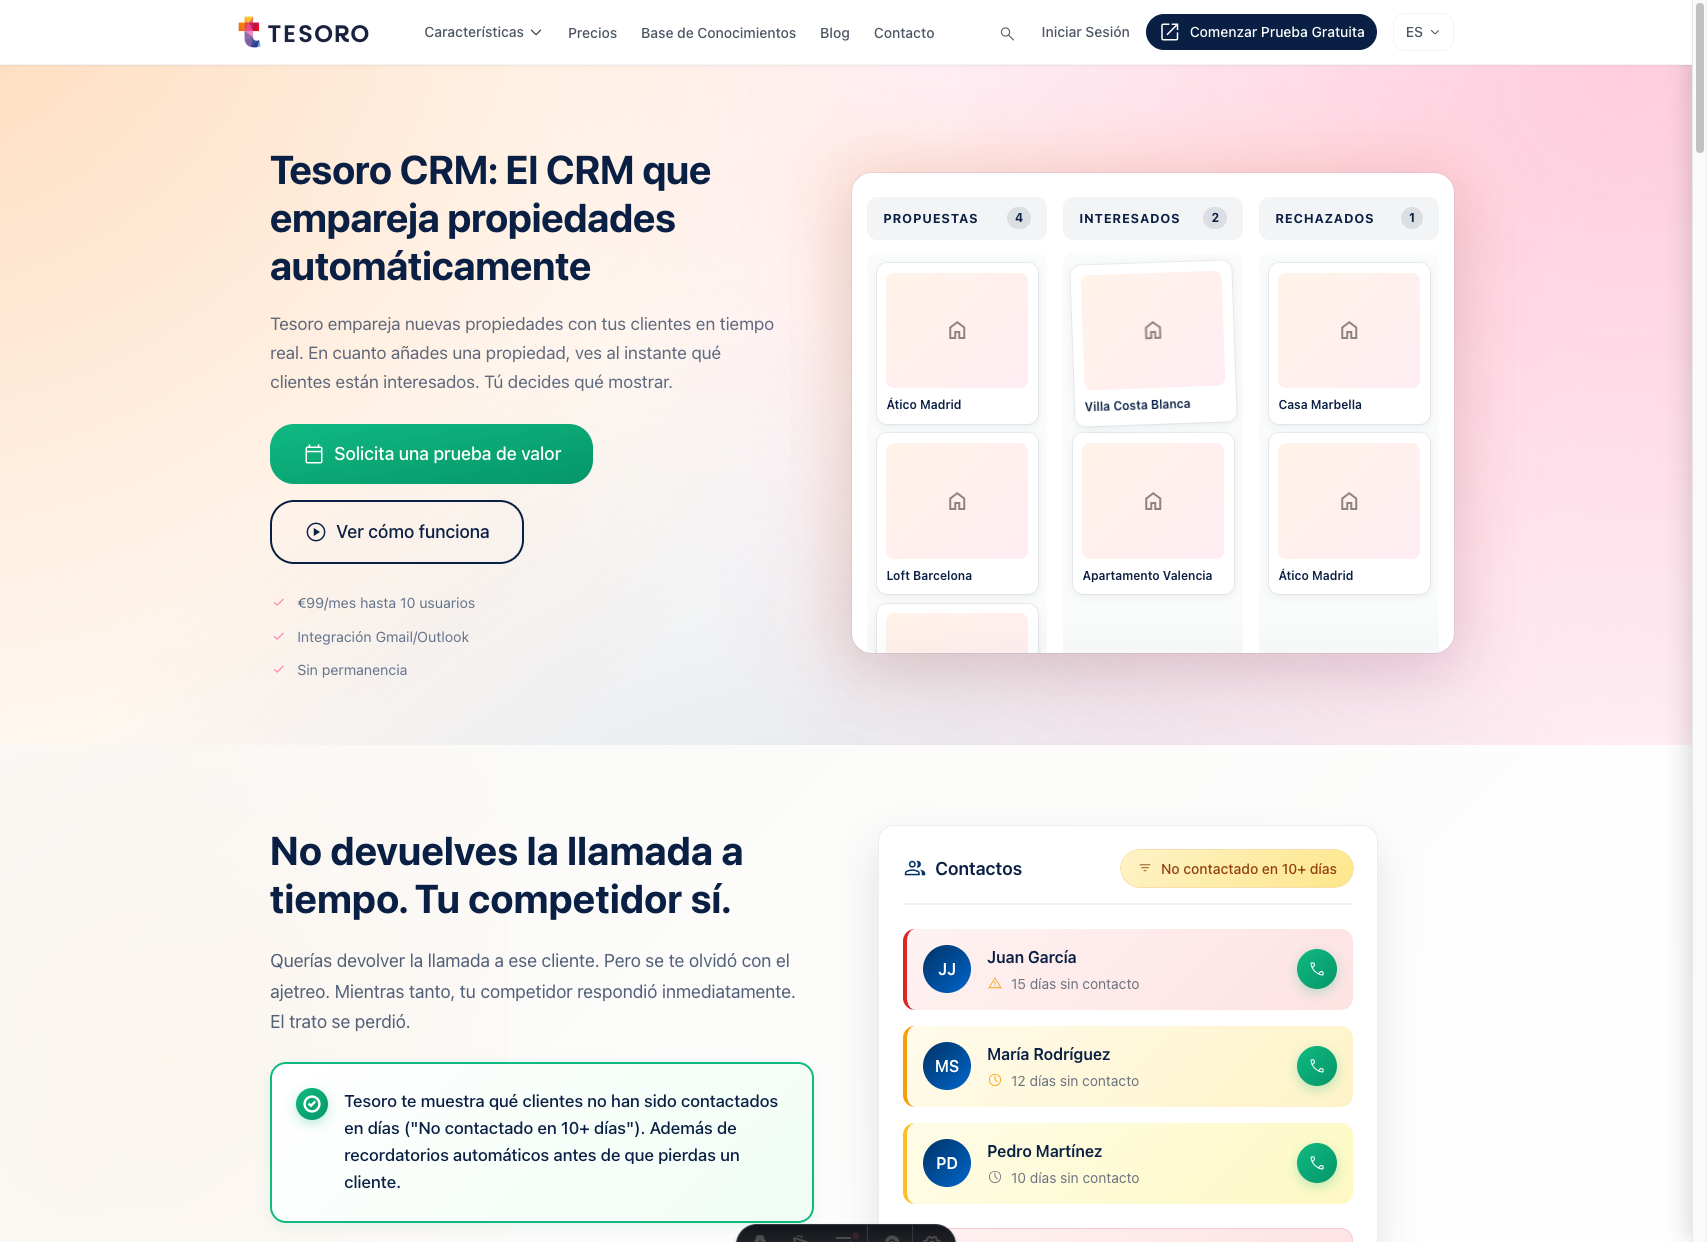 TESORO
Características
Precios
Base de Conocimientos
Blog
Contacto
Iniciar Sesión
Comenzar Prueba Gratuita
ES
Tesoro CRM: El CRM que
empareja propiedades
automáticamente
Tesoro empareja nuevas propiedades con tus clientes en tiempo
real. En cuanto añades una propiedad, ves al instante qué
clientes están interesados. Tú decides qué mostrar.
Solicita una prueba de valor
Ver cómo funciona
€99/mes hasta 10 usuarios
Integración Gmail/Outlook
Sin permanencia
PROPUESTAS 4
INTERESADOS 2
RECHAZADOS 1
Ático Madrid
Villa Costa Blanca
Casa Marbella
Loft Barcelona
Apartamento Valencia
Ático Madrid
No devuelves la llamada a
tiempo. Tu competidor sí.
Querías devolver la llamada a ese cliente. Pero se te olvidó con el
ajetreo. Mientras tanto, tu competidor respondió inmediatamente.
El trato se perdió.
Tesoro te muestra qué clientes no han sido contactados
en días ("No contactado en 10+ días"). Además de
recordatorios automáticos antes de que pierdas un
cliente.
Contactos
No contactado en 10+ días
JJ
Juan García
15 días sin contacto
MS
María Rodríguez
12 días sin contacto
PD
Pedro Martínez
10 días sin contacto